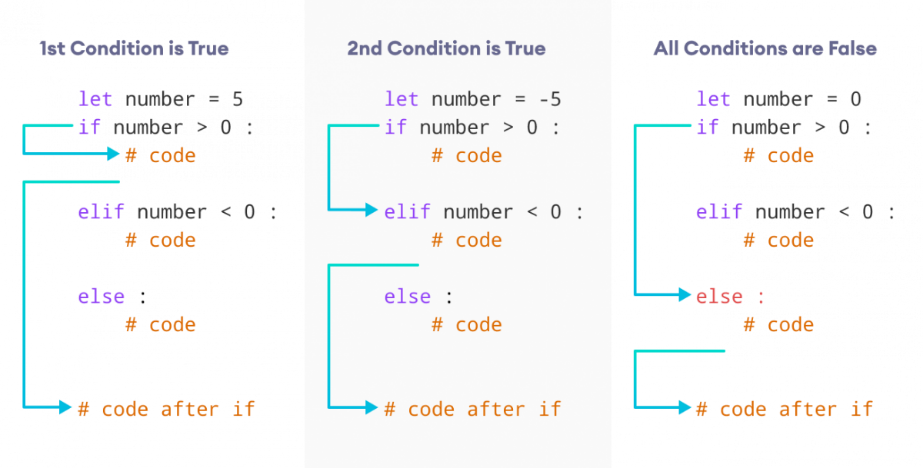 1st Condition is True
let number = 5
if number > 0 :
# code
elif number < 0 :
# code
else :
# code
# code after if
2nd Condition is True
let number = -5
if number > 0 :
# code
elif number < 0 :
# code
else :
# code
# code after if
All Conditions are False
let number = 0
if number > 0 :
# code
elif number < 0 :
# code
else :
# code
# code after if